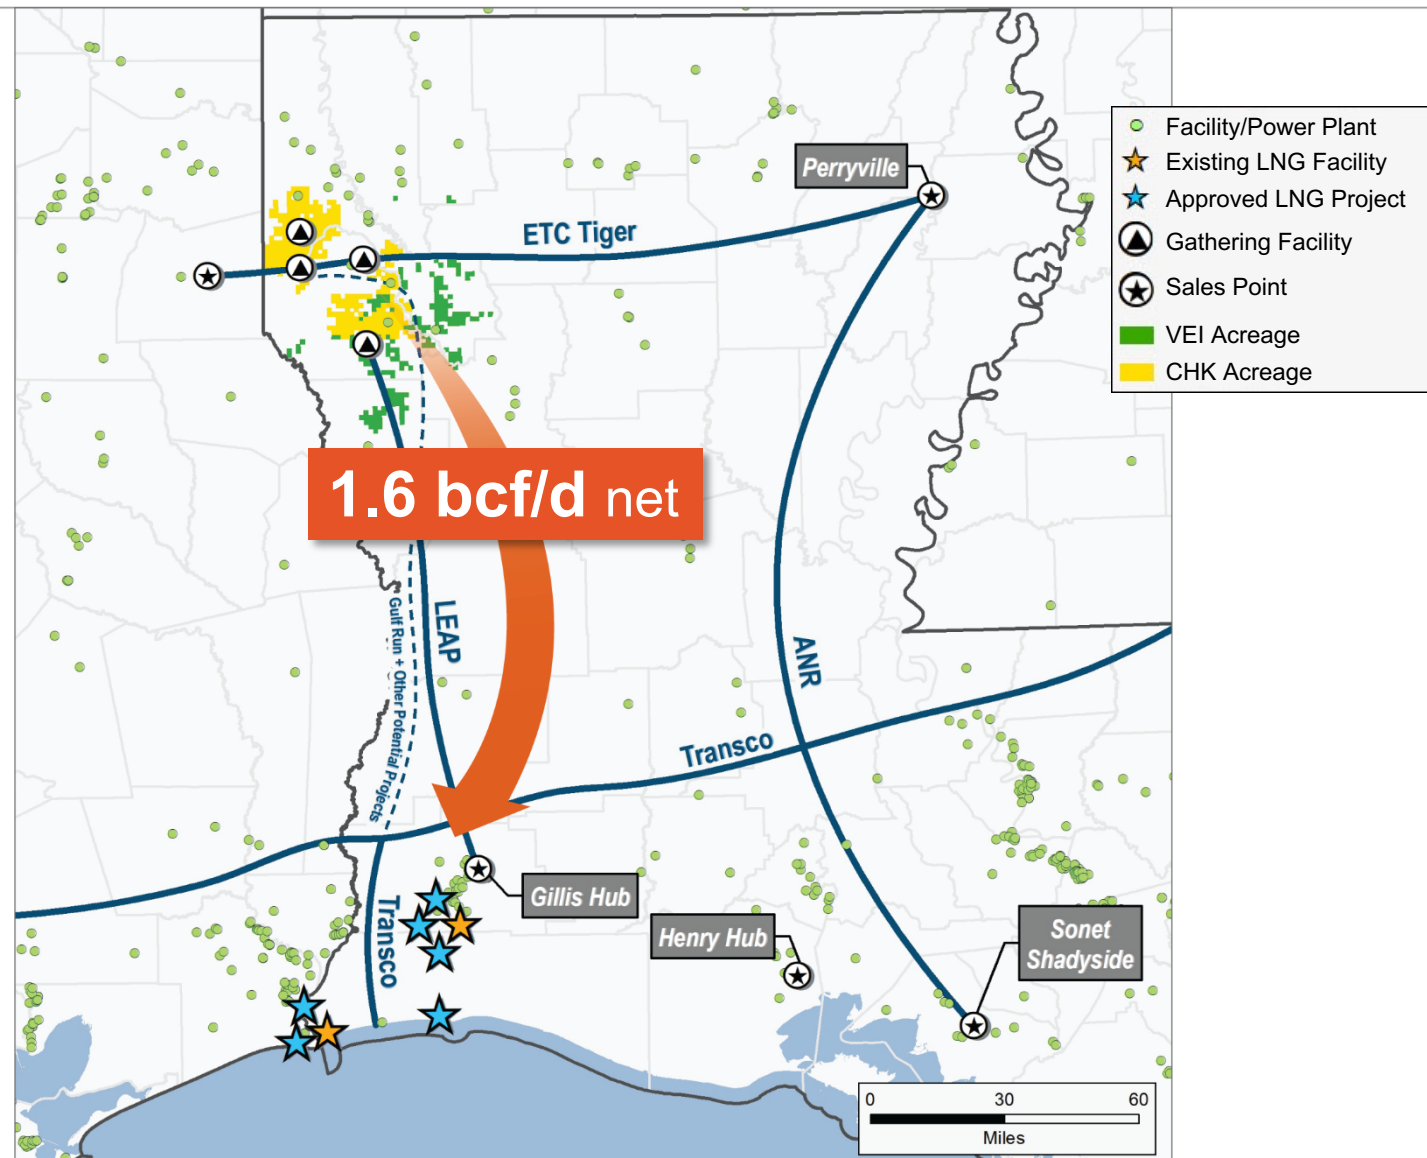 Facility/Power Plant
Existing LNG Facility
Approved LNG Project
Gathering Facility
Sales Point
VEI Acreage
CHK Acreage
Perryville
ETC Tiger
1.6 bcf/d net
LEAP
Gulf Run + Other Potential Projects
ANR
Transco
Transco
Gillis Hub
Henry Hub
Sonet
Shadyside
0 30 60
Miles